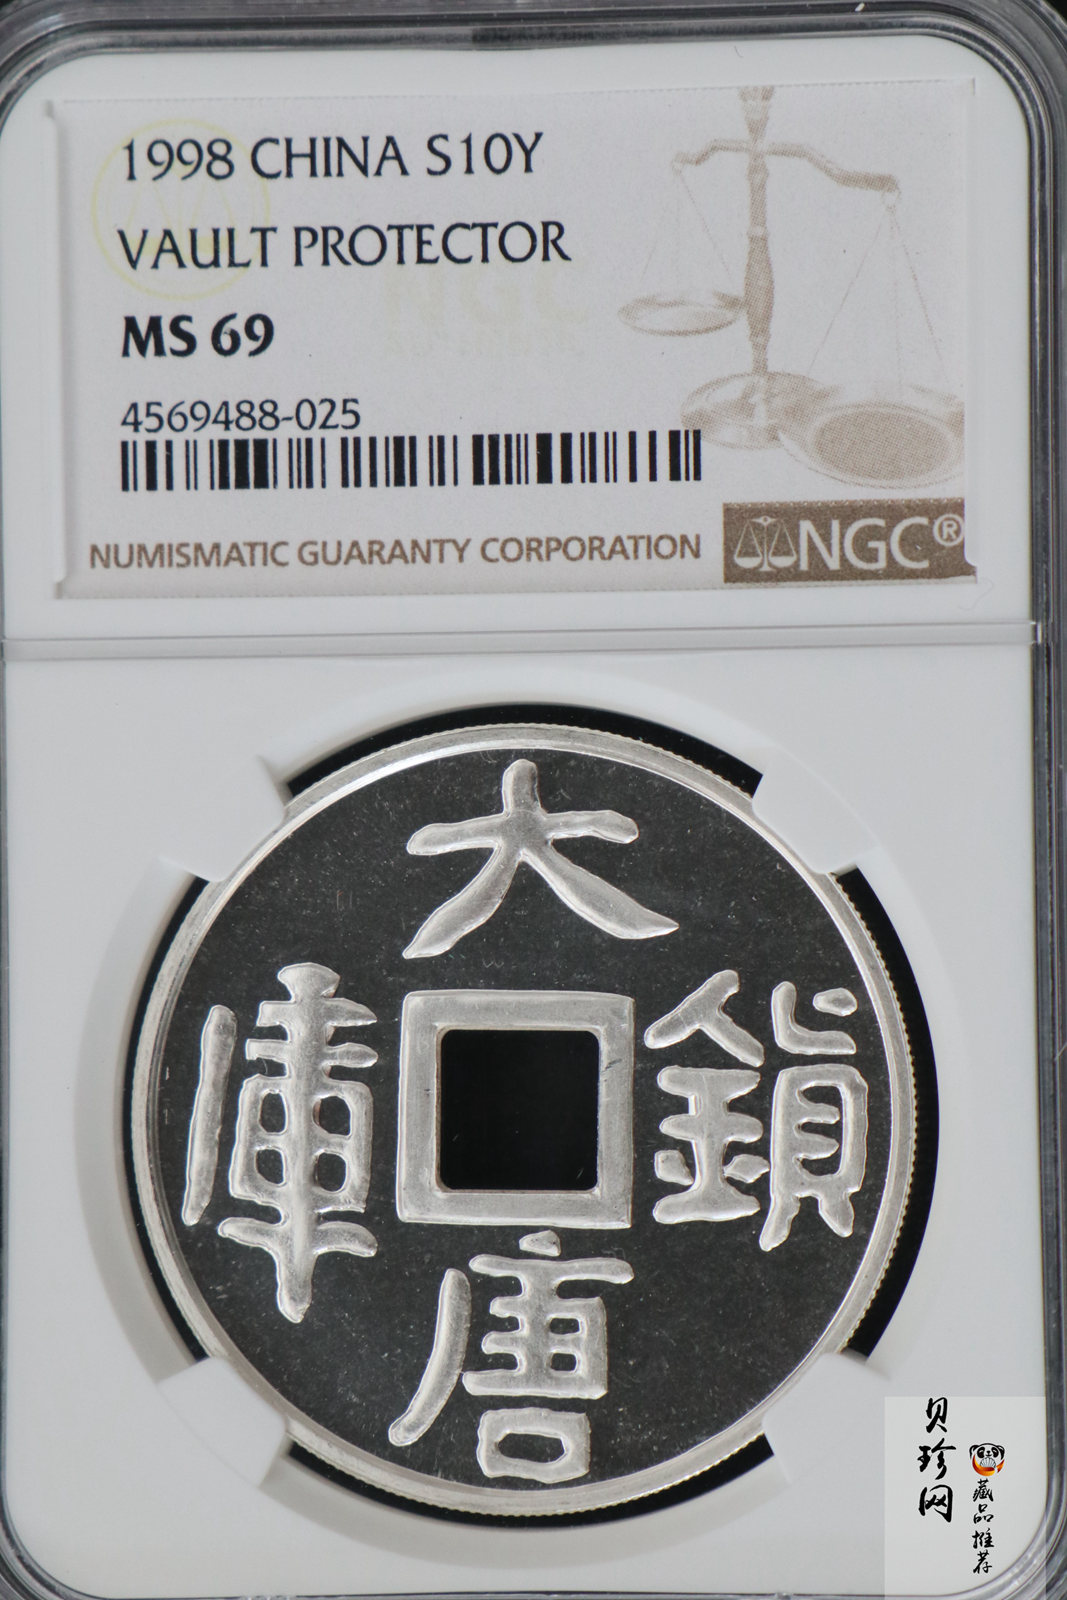 1998 CHINA S10Y
VAULT PROTECTOR
MS 69
4569488-025
NUMISMATIC GUARANTY CORPORATION
NGC®
大
唐
鎮
庫
贝珍网
藏品推荐